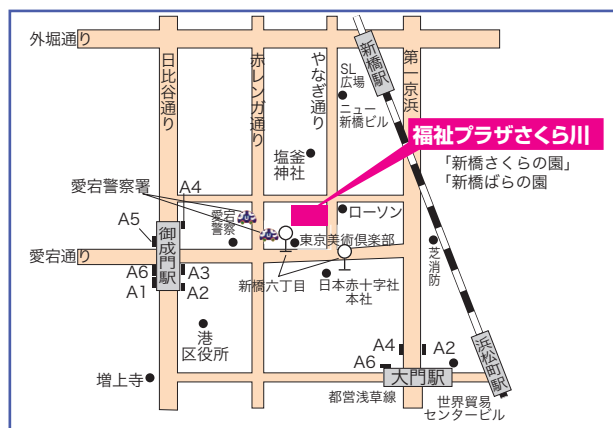 外堀通り
日比谷通り
赤レンガ通り
やなぎ通り
第一京浜
新橋駅
SL
広場
ニュー
新橋ビル
福祉プラザさくら川
「新橋さくらの園」
「新橋ばらの園
塩釜
神社
愛宕警察署
A4
A5
愛宕
警察
ローソン
御成門駅
東京美術倶楽部
愛宕通り
A6
A3
A1
A2
新橋六丁目
日本赤十字社
本社
芝消防
港
区役所
浜松町駅
A4
A2
A6
増上寺
大門駅
都営浅草線
世界貿易
センタービル